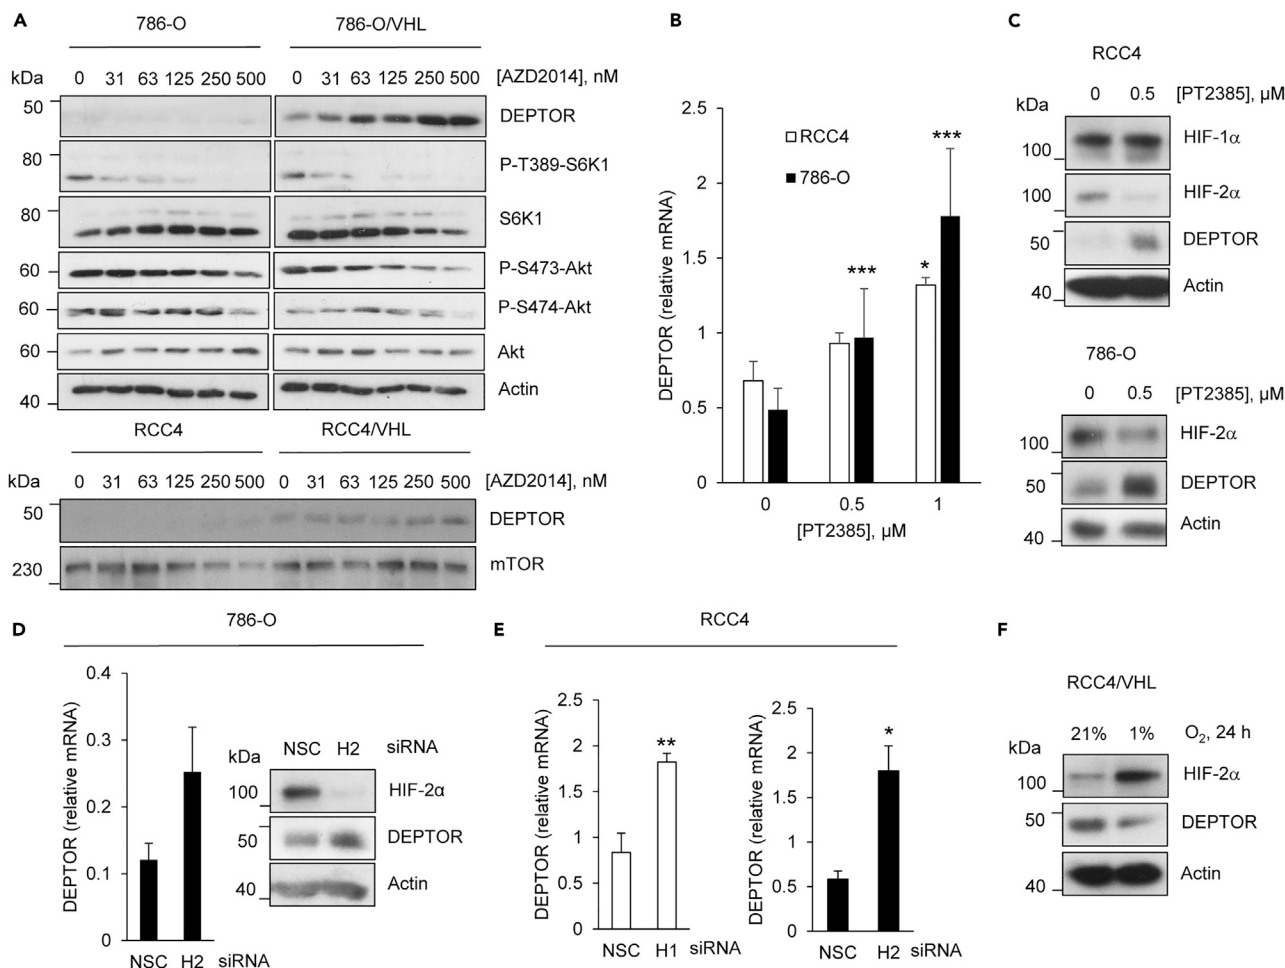 A
786-O
786-O/VHL
kDa
0 31 63 125 250 500
0 31 63 125 250 500
[AZD2014], nM
50
DEPTOR
80
P-T389-S6K1
80
S6K1
60
P-S473-Akt
60
P-S474-Akt
60
Akt
40
Actin
RCC4
RCC4/VHL
kDa
0 31 63 125 250 500
0 31 63 125 250 500
[AZD2014], nM
50
DEPTOR
230
mTOR
B
DEPTOR (relative mRNA)
2.5
2
1.5
1
0.5
0
RCC4
786-O
***
*
***
0
0.5
1
[PT2385], µM
C
RCC4
kDa
0
0.5
[PT2385], µM
100
HIF-1α
100
HIF-2α
50
DEPTOR
40
Actin
786-O
0
0.5
[PT2385], µM
100
HIF-2α
50
DEPTOR
40
Actin
D
786-O
DEPTOR (relative mRNA)
0.4
0.3
0.2
0.1
0
NSC H2 siRNA
kDa
NSC H2 siRNA
100
HIF-2α
50
DEPTOR
40
Actin
E
RCC4
DEPTOR (relative mRNA)
2.5
2
1.5
1
0.5
0
**
NSC H1 siRNA
DEPTOR (relative mRNA)
2.5
2
1.5
1
0.5
0
*
NSC H2 siRNA
F
RCC4/VHL
kDa
21% 1% O₂, 24 h
100
HIF-2α
50
DEPTOR
40
Actin